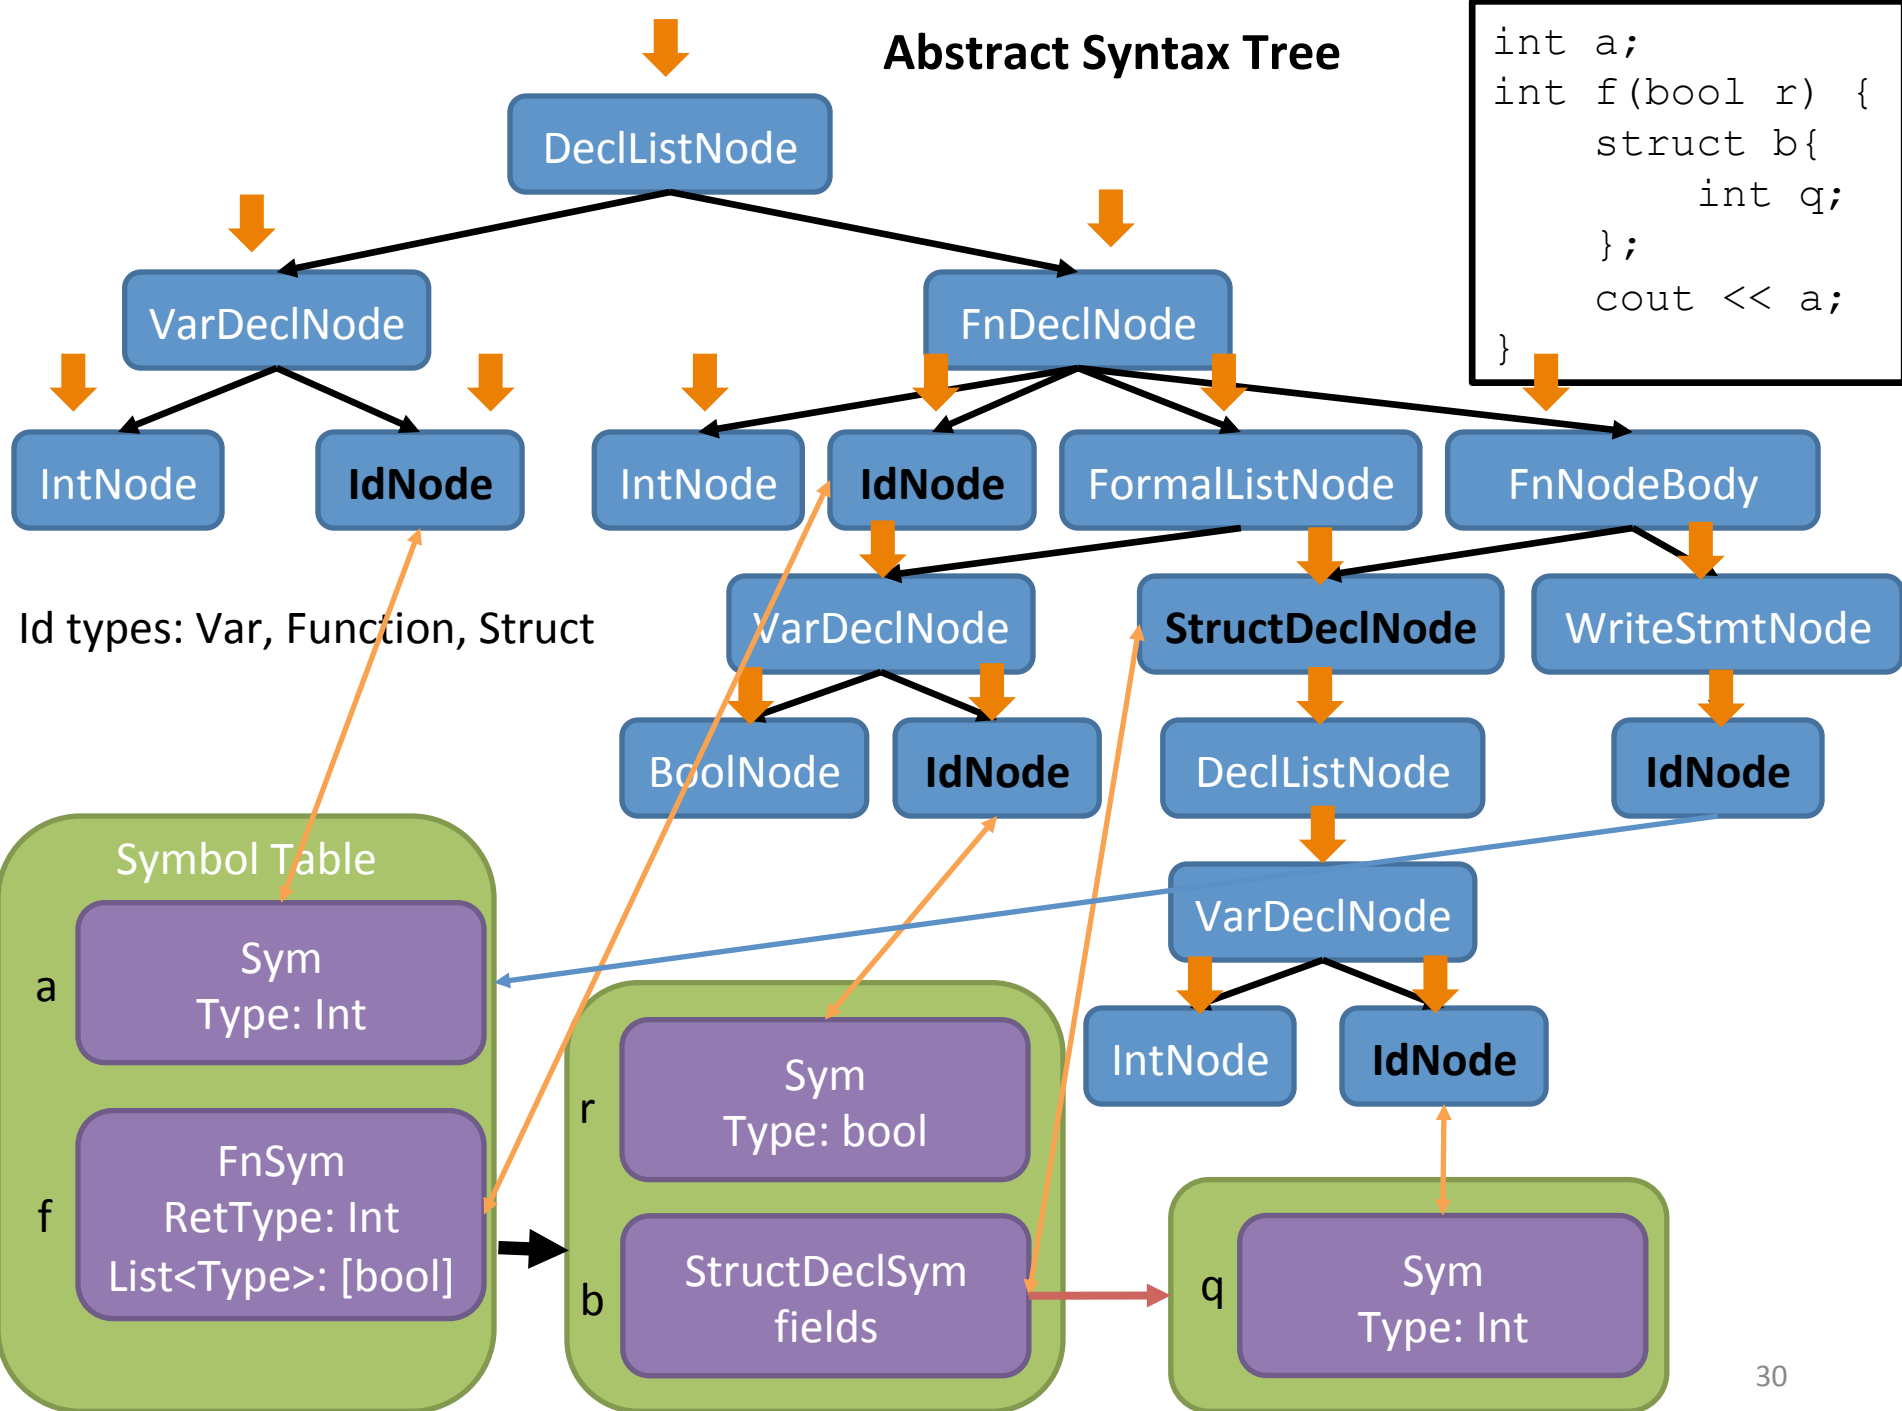 Abstract Syntax Tree
int a;
int f(bool r) {
struct b{
int q;
};
cout << a;
}
DeclListNode
VarDeclNode
FnDeclNode
IntNode
IdNode
IntNode
IdNode
FormalListNode
FnNodeBody
Id types: Var, Function, Struct
VarDeclNode
StructDeclNode
WriteStmtNode
BoolNode
IdNode
DeclListNode
IdNode
Symbol Table
VarDeclNode
a
Sym
Type: Int
IntNode
IdNode
r
Sym
Type: bool
f
FnSym
RetType: Int
List<Type>: [bool]
b
StructDeclSym
fields
q
Sym
Type: Int
30